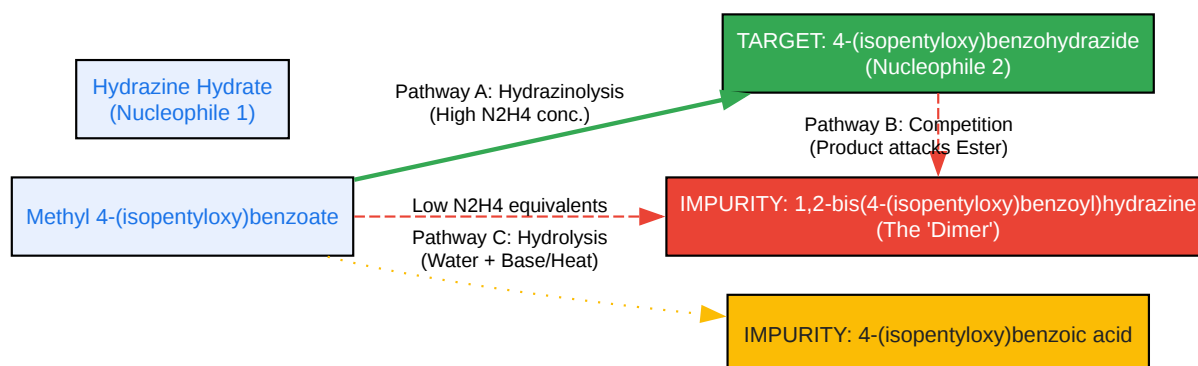 TARGET: 4-(isopentyloxy)benzohydrazide
(Nucleophile 2)
Hydrazine Hydrate
(Nucleophile 1)
Pathway A: Hydrazinolysis
(High N2H4 conc.)
Pathway B: Competition
(Product attacks Ester)
Methyl 4-(isopentyloxy)benzoate
Low N2H4 equivalents
IMPURITY: 1,2-bis(4-(isopentyloxy)benzoyl)hydrazine
(The 'Dimer')
Pathway C: Hydrolysis
(Water + Base/Heat)
IMPURITY: 4-(isopentyloxy)benzoic acid